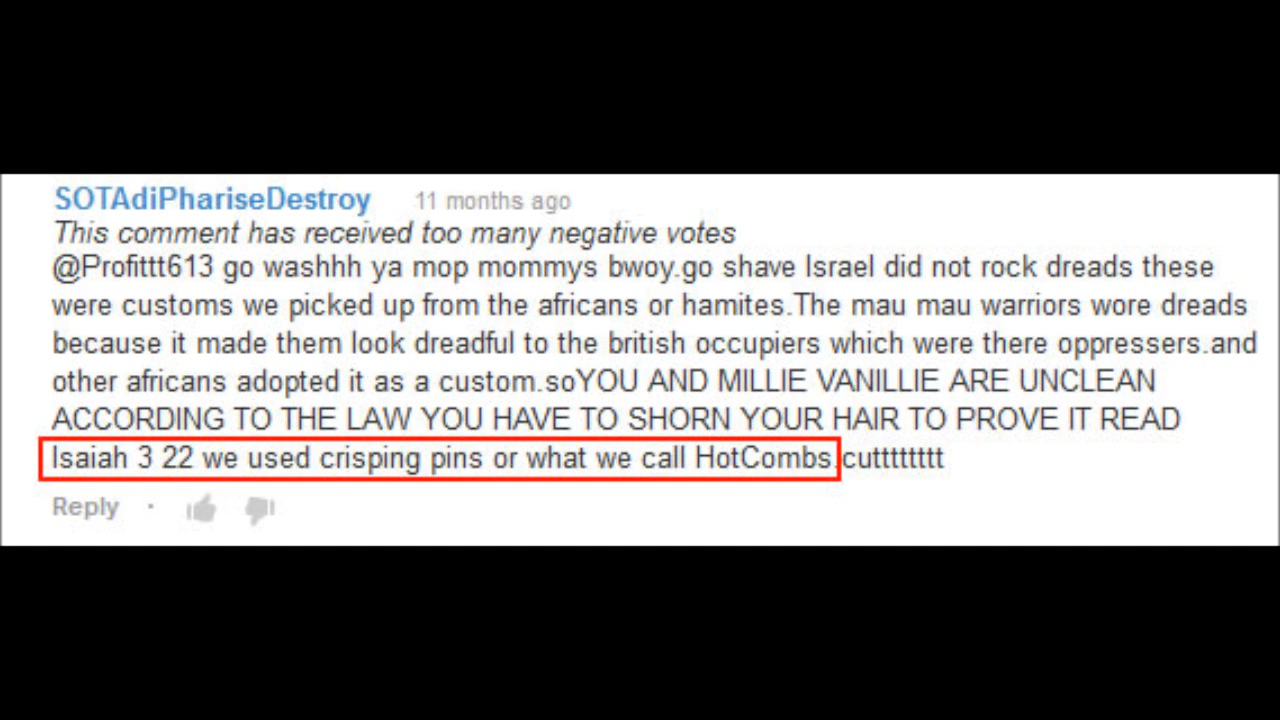 SOTAdiPhariseDestroy 11 months ago
This comment has received too many negative votes
@Profittt613 go washhh ya mop mommys bwoy.go shave Israel did not rock dreads these
were customs we picked up from the africans or hamites.The mau mau warriors wore dreads
because it made them look dreadful to the british occupiers which were there oppressers.and
other africans adopted it as a custom.soYOU AND MILLIE VANILLIE ARE UNCLEAN
ACCORDING TO THE LAW YOU HAVE TO SHORN YOUR HAIR TO PROVE IT READ
Isaiah 3 22 we used crisping pins or what we call HotCombs.cutttttttt
Reply ·